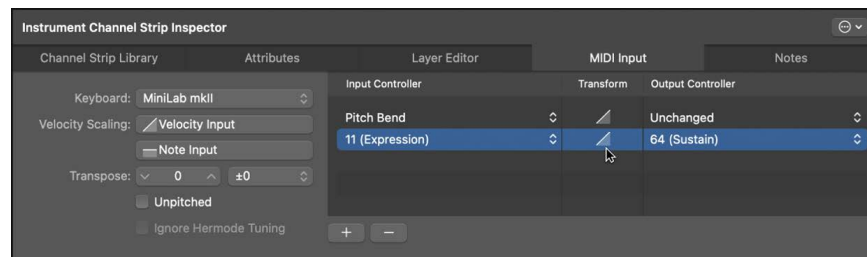 Instrument Channel Strip Inspector
Channel Strip Library Attributes Layer Editor MIDI Input Notes
Input Controller Transform Output Controller
Keyboard: MiniLab mkII
Pitch Bend Unchanged
Velocity Scaling: Velocity Input
11 (Expression) 64 (Sustain)
Note Input
Transpose: 0 ±0
Unpitched
Ignore Hermode Tuning
+ −